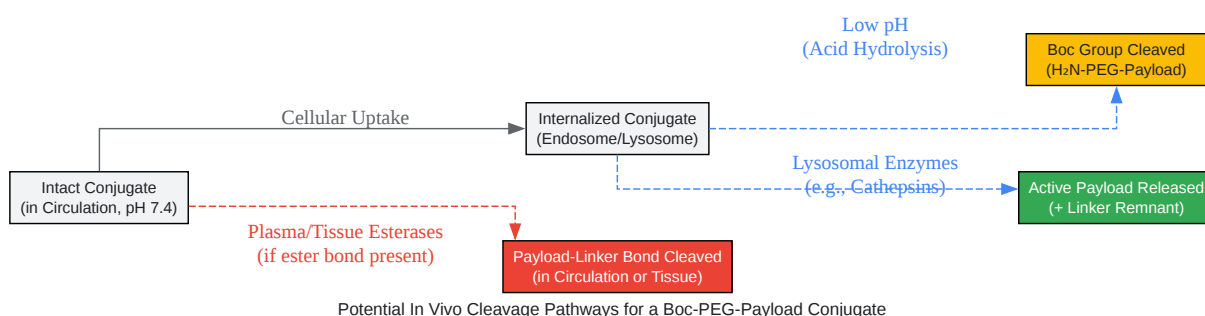 Low pH
(Acid Hydrolysis)
Boc Group Cleaved
(H₂N-PEG-Payload)
Cellular Uptake
Internalized Conjugate
(Endosome/Lysosome)
Lysosomal Enzymes
(e.g., Cathepsins)
Intact Conjugate
(in Circulation, pH 7.4)
Active Payload Released
(+ Linker Remnant)
Plasma/Tissue Esterases
(if ester bond present)
Payload-Linker Bond Cleaved
(in Circulation or Tissue)
Potential In Vivo Cleavage Pathways for a Boc-PEG-Payload Conjugate